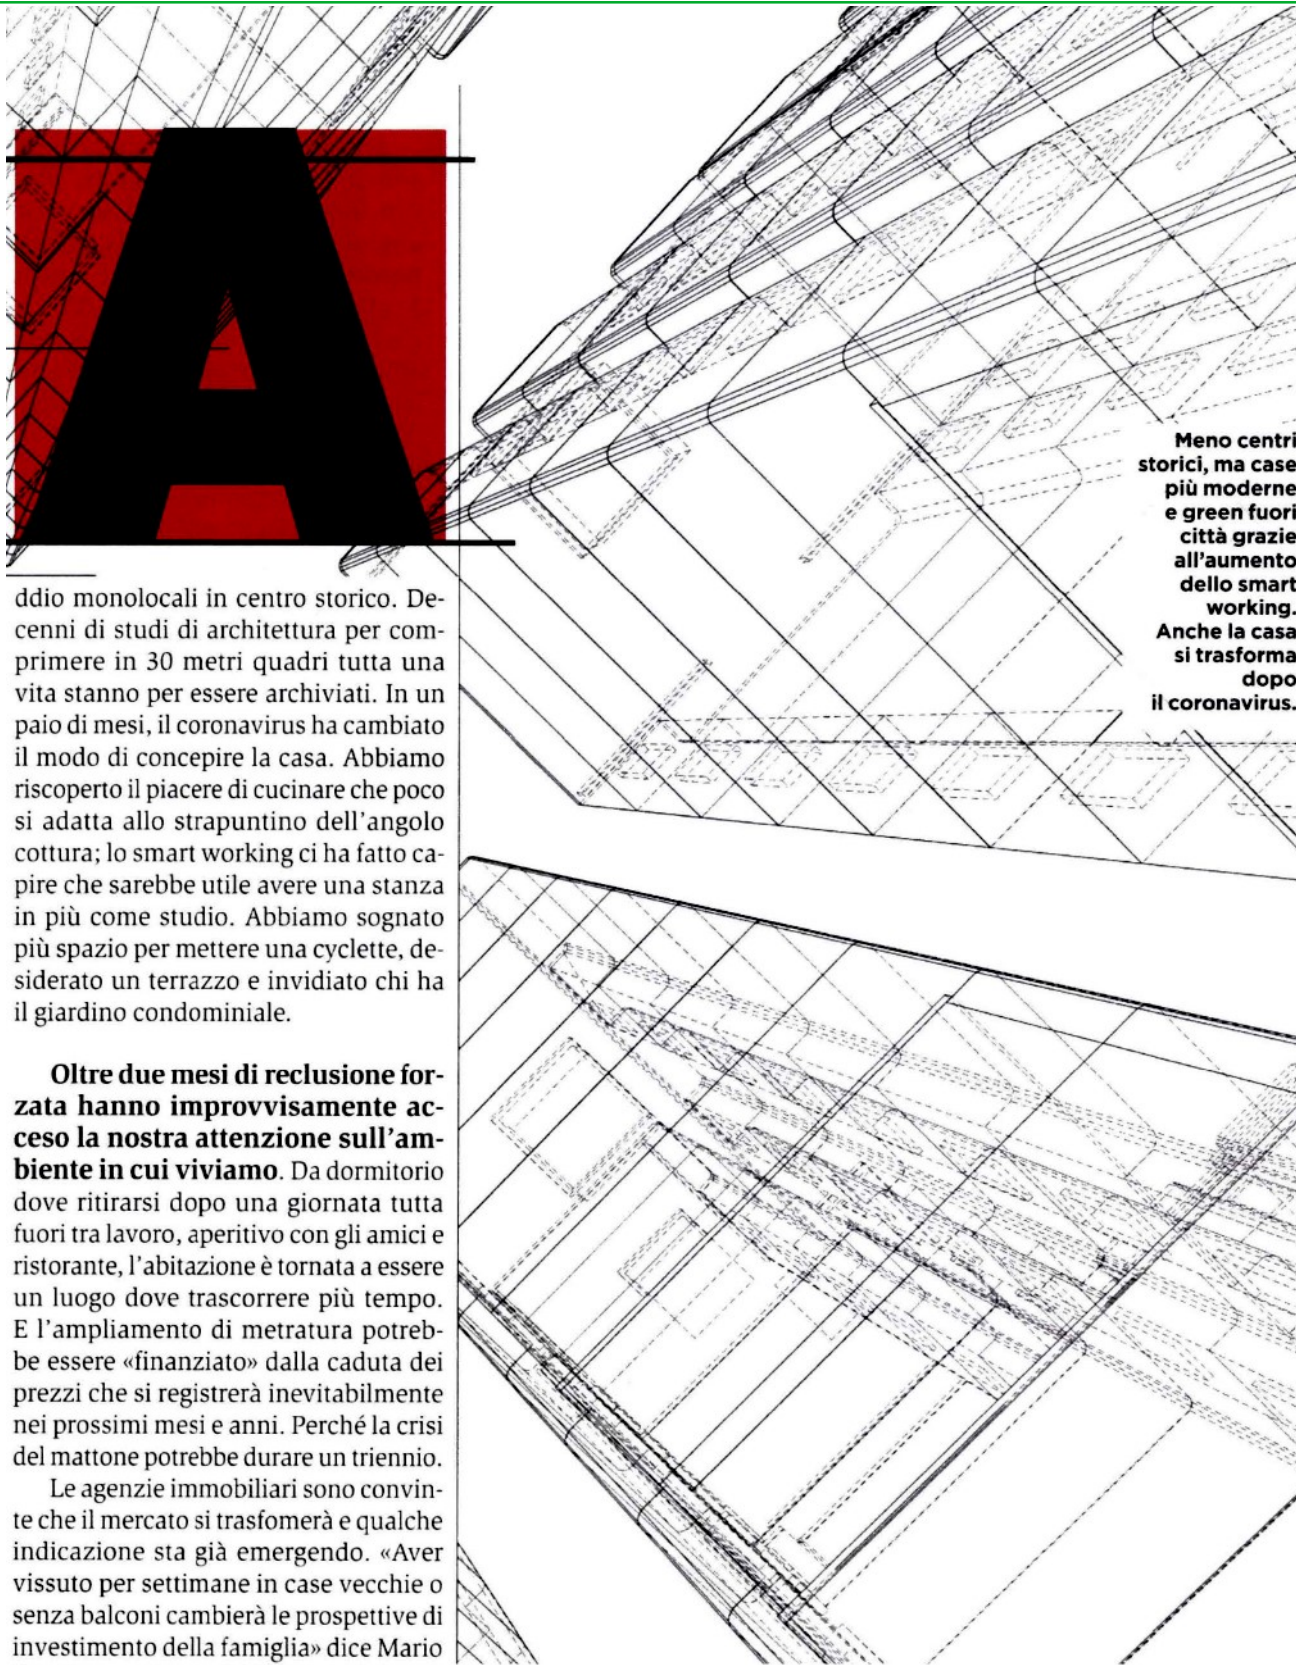 A
ddio monolocali in centro storico. De-
cenni di studi di architettura per com-
primere in 30 metri quadri tutta una
vita stanno per essere archiviati. In un
paio di mesi, il coronavirus ha cambiato
il modo di concepire la casa. Abbiamo
riscoperto il piacere di cucinare che poco
si adatta allo strapuntino dell'angolo
cottura; lo smart working ci ha fatto ca-
pire che sarebbe utile avere una stanza
in più come studio. Abbiamo sognato
più spazio per mettere una cyclette, de-
siderato un terrazzo e invidiato chi ha
il giardino condominiale.
Oltre due mesi di reclusione for-
zata hanno improvvisamente ac-
ceso la nostra attenzione sull'am-
biente in cui viviamo. Da dormitorio
dove ritirarsi dopo una giornata tutta
fuori tra lavoro, aperitivo con gli amici e
ristorante, l'abitazione è tornata a essere
un luogo dove trascorrere più tempo.
E l'ampliamento di metratura potreb-
be essere «finanziato» dalla caduta dei
prezzi che si registrerà inevitabilmente
nei prossimi mesi e anni. Perché la crisi
del mattone potrebbe durare un triennio.
Le agenzie immobiliari sono convin-
te che il mercato si trasfomerà e qualche
indicazione sta già emergendo. «Aver
vissuto per settimane in case vecchie o
senza balconi cambierà le prospettive di
investimento della famiglia» dice Mario
Meno centri
storici, ma case
più moderne
e green fuori
città grazie
all'aumento
dello smart
working.
Anche la casa
si trasforma
dopo
il coronavirus.